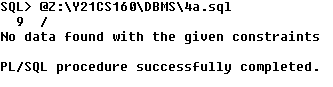 SQL> @Z:\Y21CS160\DBMS\4a.sql
  9  /
No data found with the given constraints
PL/SQL procedure successfully completed.